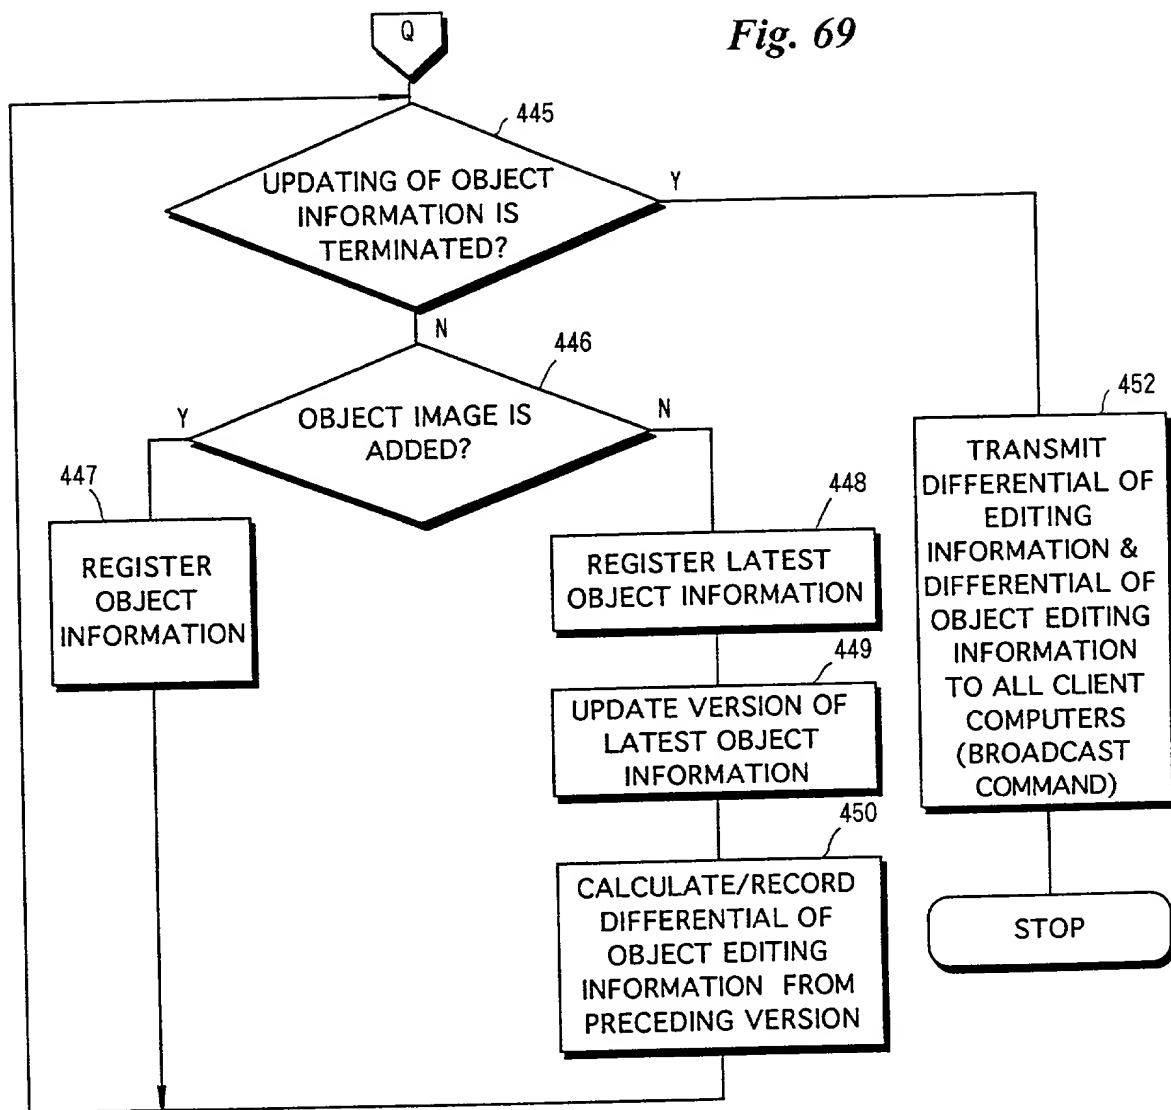 Q
Fig. 69
445
UPDATING OF OBJECT
INFORMATION IS
TERMINATED?
Y
N
446
OBJECT IMAGE IS
ADDED?
Y
N
447
REGISTER
OBJECT
INFORMATION
448
REGISTER LATEST
OBJECT INFORMATION
449
UPDATE VERSION OF
LATEST OBJECT
INFORMATION
450
CALCULATE/RECORD
DIFFERENTIAL OF
OBJECT EDITING
INFORMATION FROM
PRECEDING VERSION
452
TRANSMIT
DIFFERENTIAL OF
EDITING
INFORMATION &
DIFFERENTIAL OF
OBJECT EDITING
INFORMATION
TO ALL CLIENT
COMPUTERS
(BROADCAST
COMMAND)
STOP